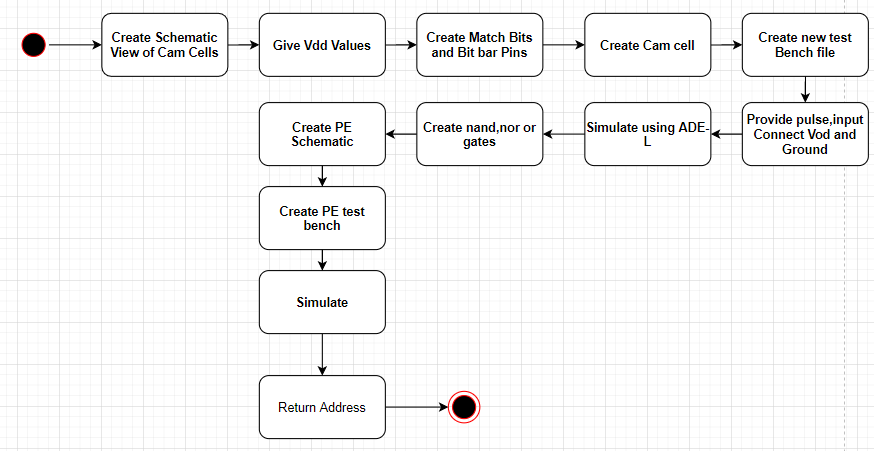 Create Schematic
View of Cam Cells
Give Vdd Values
Create Match Bits
and Bit bar Pins
Create Cam cell
Create new test
Bench file
Provide pulse,input
Connect Vod and
Ground
Simulate using ADE-
L
Create nand,nor or
gates
Create PE
Schematic
Create PE test
bench
Simulate
Return Address